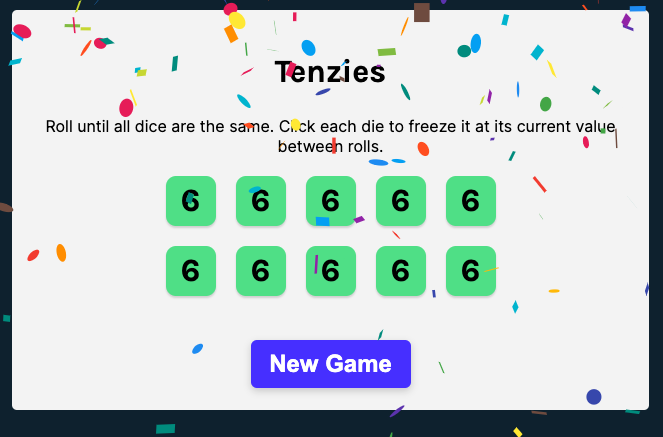 Tenzies
Roll until all dice are the same. Click each die to freeze it at its current value
between rolls.
6 6 6 6 6
6 6 6 6 6
New Game